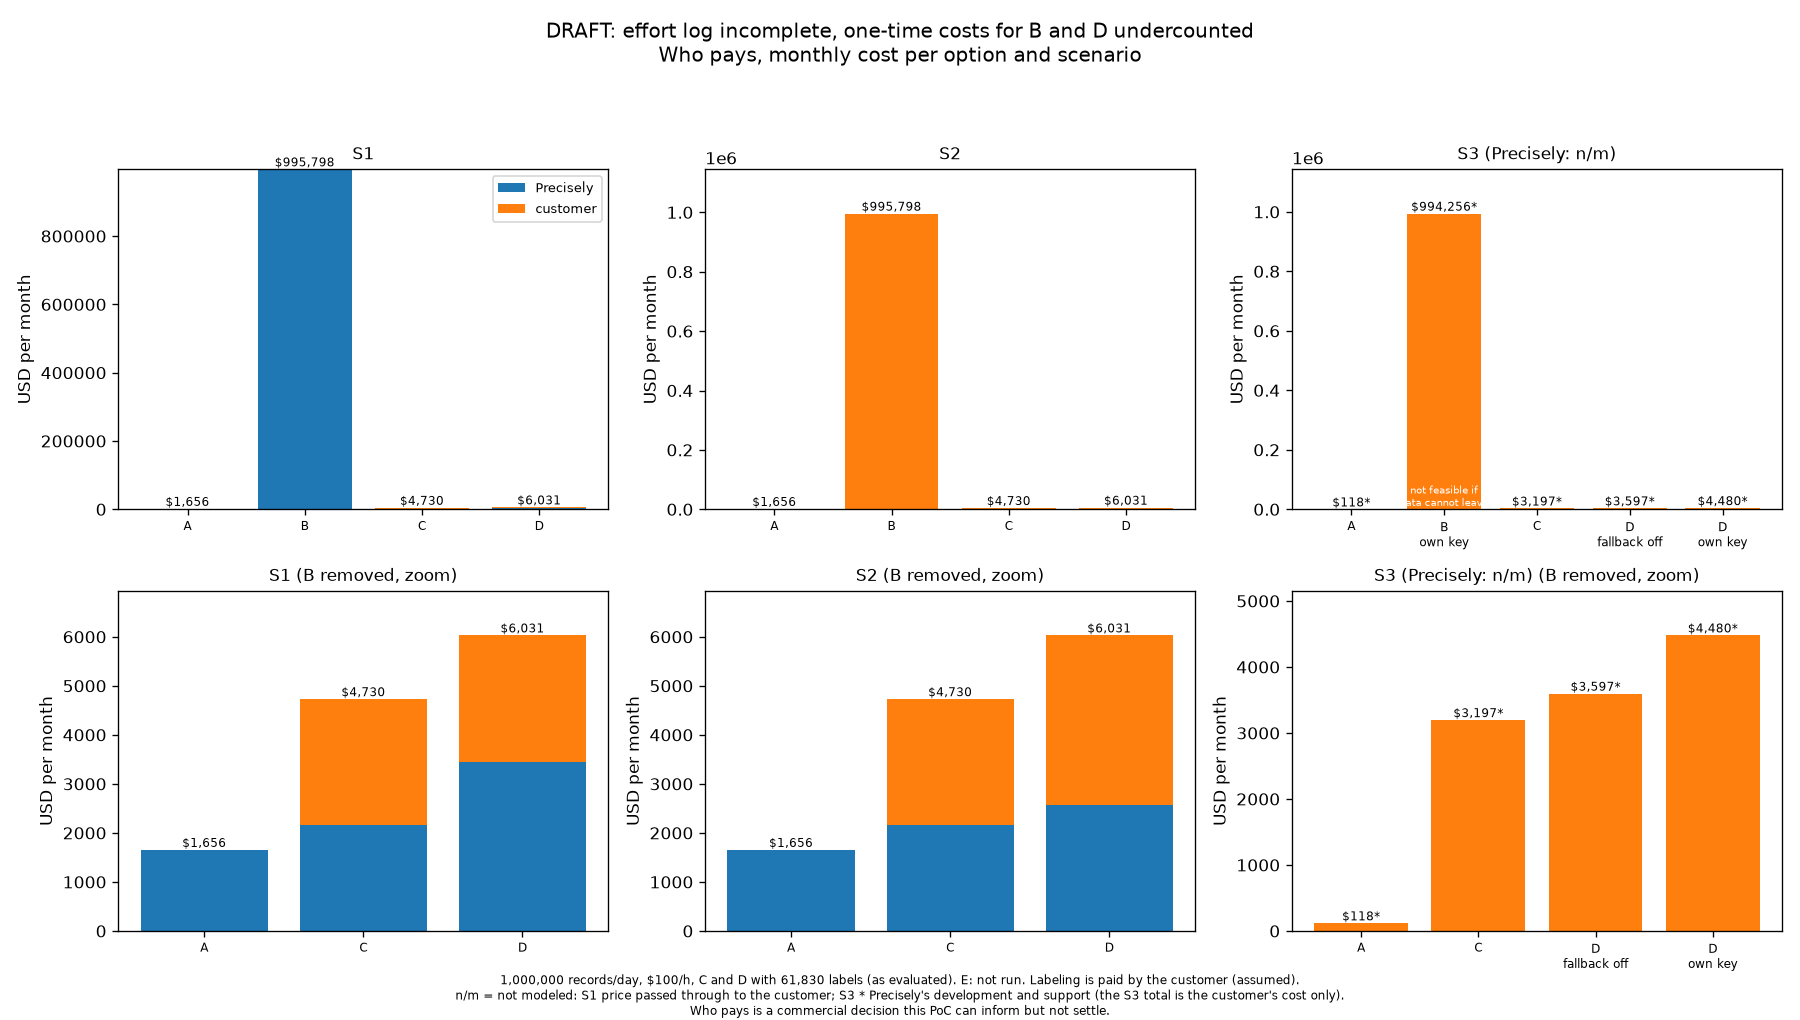 DRAFT: effort log incomplete, one-time costs for B and D undercounted
Who pays, monthly cost per option and scenario
S1
USD per month
800000
600000
400000
200000
0
$1,656
$995,798
$4,730
$6,031
Precisely
customer
A
B
C
D
S2
1e6
USD per month
1.0
0.8
0.6
0.4
0.2
0.0
$1,656
$995,798
$4,730
$6,031
A
B
C
D
S3 (Precisely: n/m)
1e6
USD per month
1.0
0.8
0.6
0.4
0.2
0.0
$118*
$994,256*
not feasible if
ata cannot leav
$3,197*
$3,597*
$4,480*
A
B
own key
C
D
fallback off
D
own key
S1 (B removed, zoom)
USD per month
6000
5000
4000
3000
2000
1000
0
$1,656
$4,730
$6,031
A
C
D
S2 (B removed, zoom)
USD per month
6000
5000
4000
3000
2000
1000
0
$1,656
$4,730
$6,031
A
C
D
S3 (Precisely: n/m) (B removed, zoom)
USD per month
5000
4000
3000
2000
1000
0
$118*
$3,197*
$3,597*
$4,480*
A
C
D
fallback off
D
own key
1,000,000 records/day, $100/h, C and D with 61,830 labels (as evaluated). E: not run. Labeling is paid by the customer (assumed).
n/m = not modeled: S1 price passed through to the customer; S3 * Precisely's development and support (the S3 total is the customer's cost only).
Who pays is a commercial decision this PoC can inform but not settle.